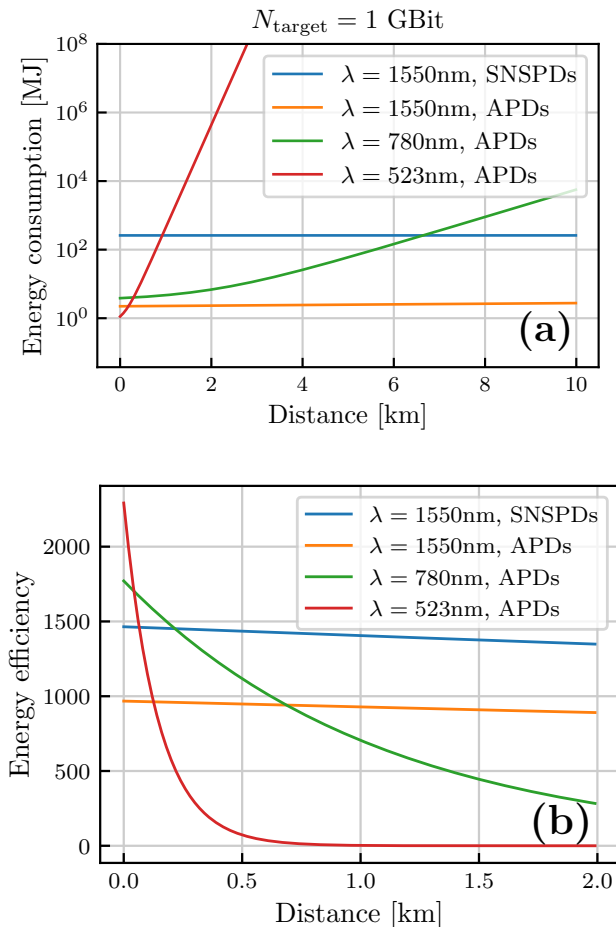 N_target = 1 GBit
Energy consumption [MJ]
10^8
10^6
10^4
10^2
10^0
λ = 1550nm, SNSPDs
λ = 1550nm, APDs
λ = 780nm, APDs
λ = 523nm, APDs
(a)
0 2 4 6 8 10
Distance [km]
Energy efficiency
2000
1500
1000
500
0
λ = 1550nm, SNSPDs
λ = 1550nm, APDs
λ = 780nm, APDs
λ = 523nm, APDs
(b)
0.0 0.5 1.0 1.5 2.0
Distance [km]